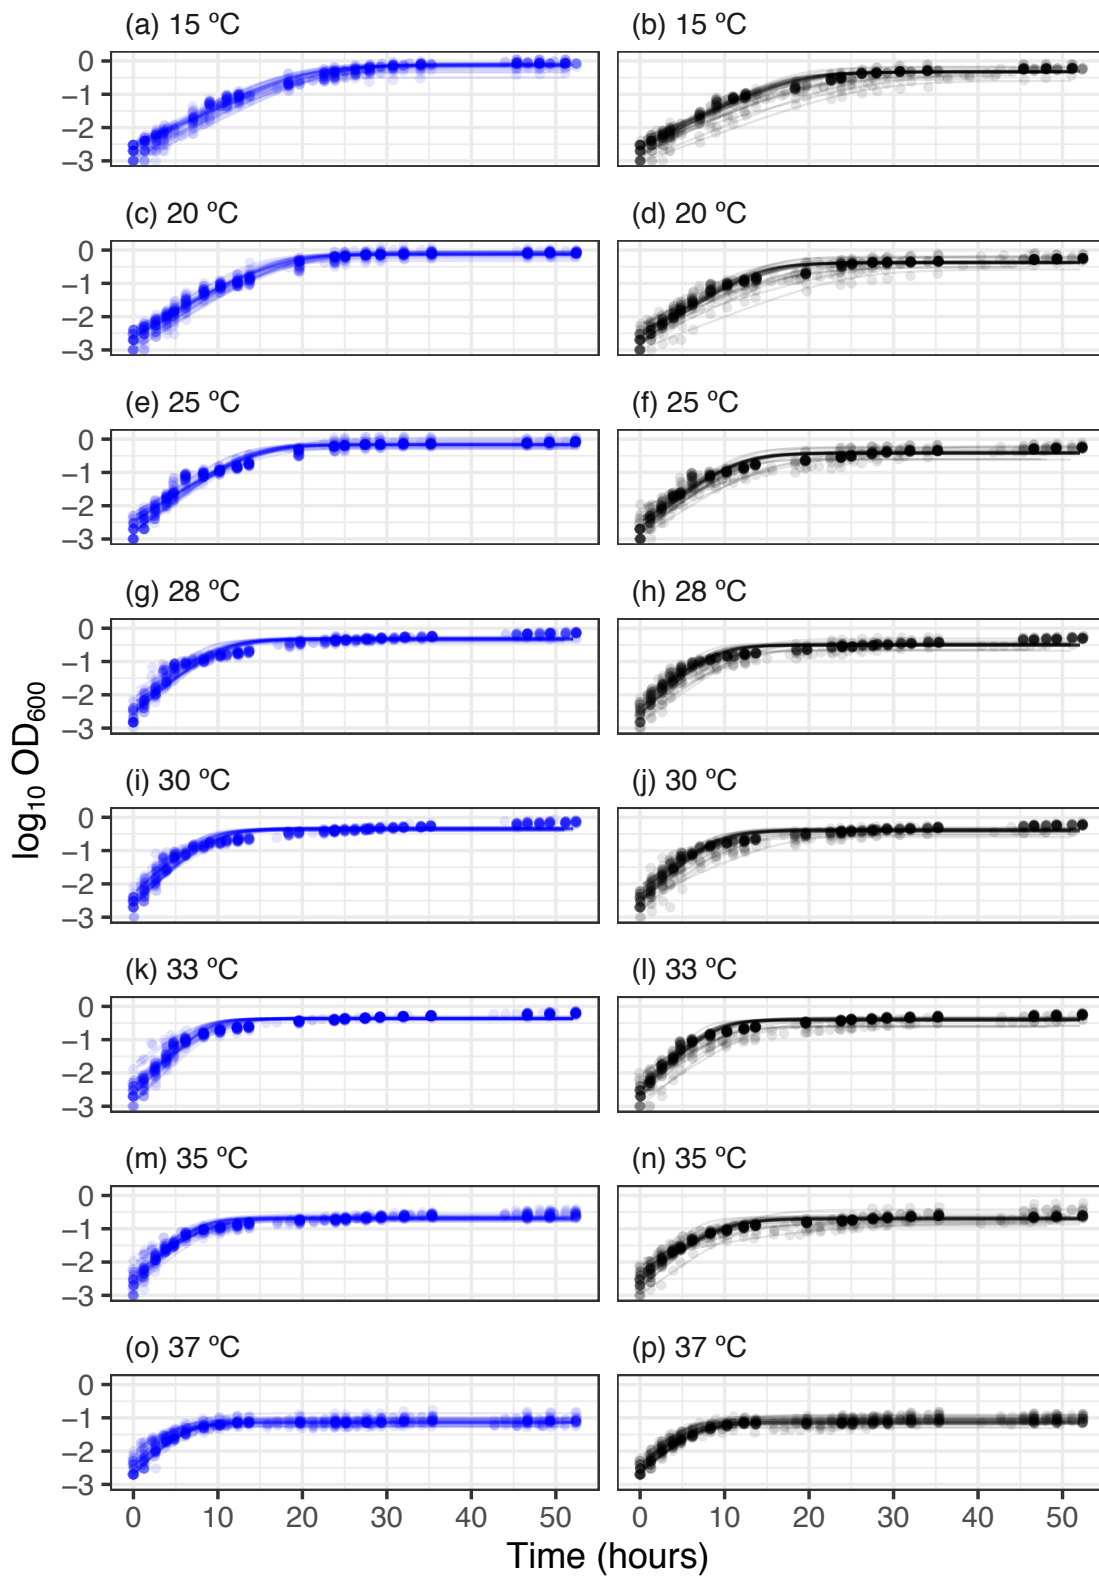 (a) 15 ºC
(b) 15 ºC
0
−1
−2
−3
(c) 20 ºC
(d) 20 ºC
0
−1
−2
−3
(e) 25 ºC
(f) 25 ºC
0
−1
−2
−3
(g) 28 ºC
(h) 28 ºC
0
−1
−2
−3
(i) 30 ºC
(j) 30 ºC
0
−1
−2
−3
(k) 33 ºC
(l) 33 ºC
0
−1
−2
−3
(m) 35 ºC
(n) 35 ºC
0
−1
−2
−3
(o) 37 ºC
(p) 37 ºC
0
−1
−2
−3
log₁₀ OD₆₀₀
0 10 20 30 40 50
0 10 20 30 40 50
Time (hours)